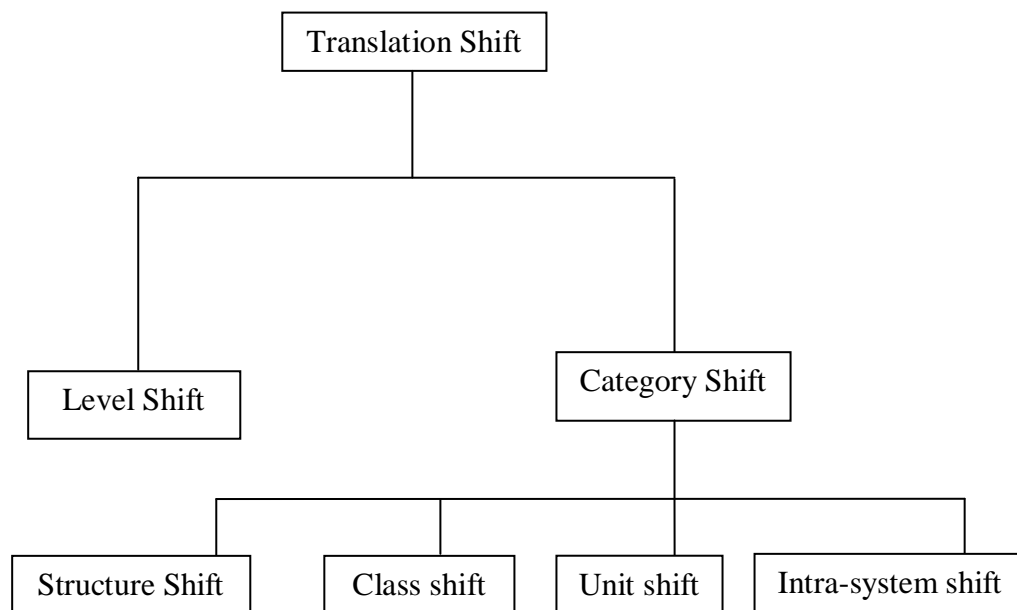 Translation Shift
Level Shift
Category Shift
Structure Shift
Class shift
Unit shift
Intra-system shift